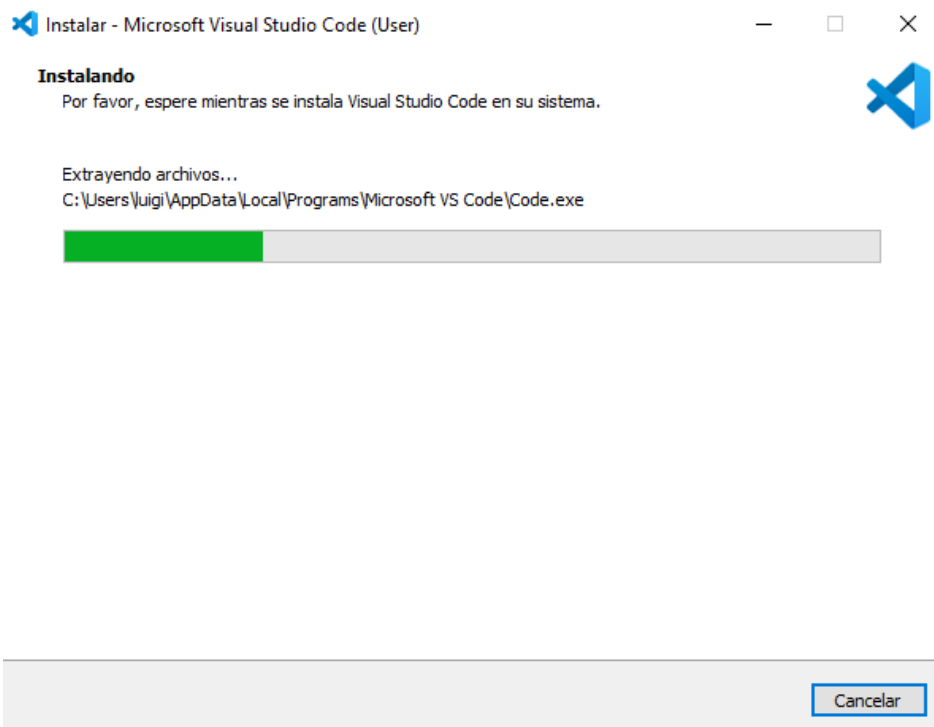 Instalar - Microsoft Visual Studio Code (User)
Instalando
Por favor, espere mientras se instala Visual Studio Code en su sistema.
Extrayendo archivos...
C:\Users\luigi\AppData\Local\Programs\Microsoft VS Code\Code.exe
Cancelar